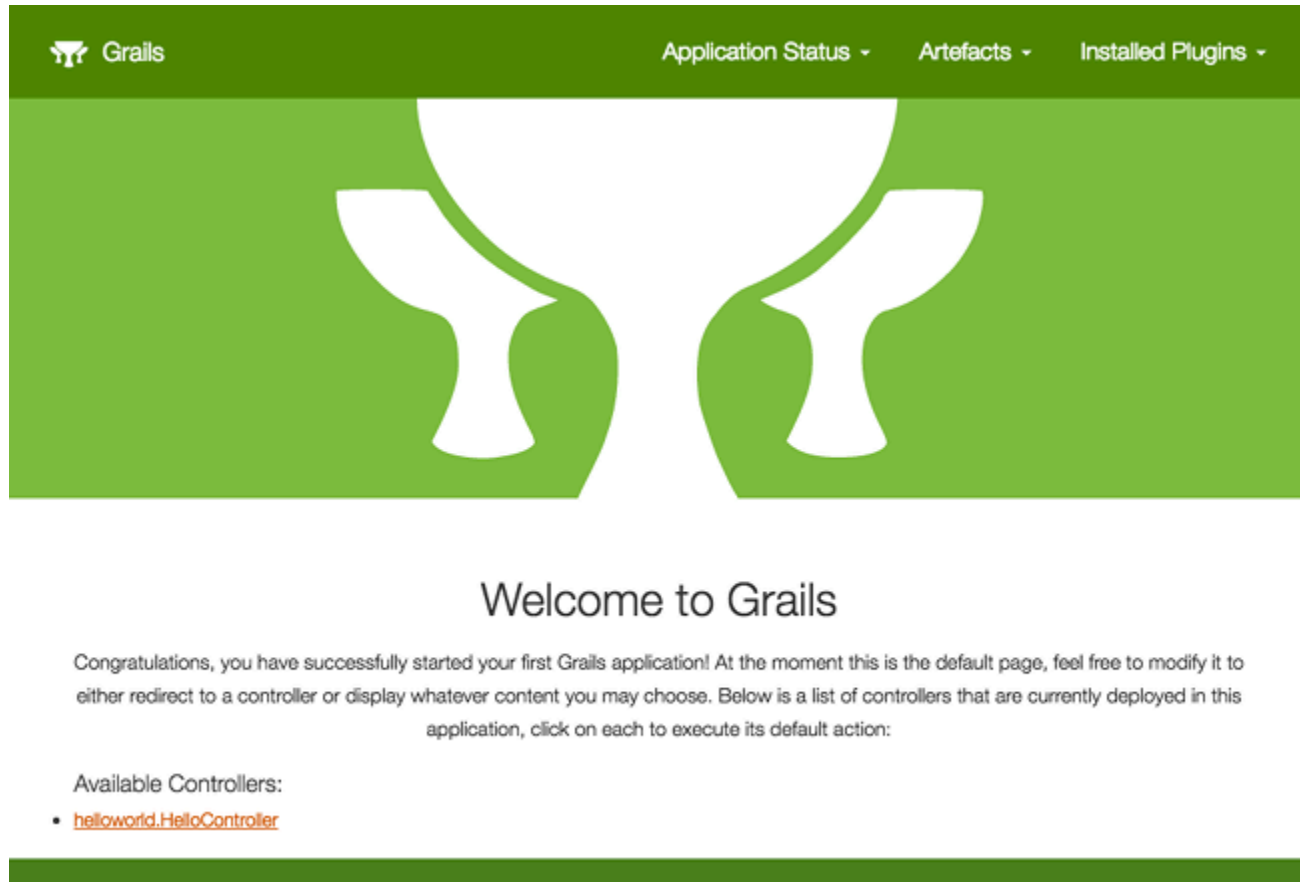 Grails
Application Status
Artefacts
Installed Plugins
Welcome to Grails
Congratulations, you have successfully started your first Grails application! At the moment this is the default page, feel free to modify it to
either redirect to a controller or display whatever content you may choose. Below is a list of controllers that are currently deployed in this
application, click on each to execute its default action:
Available Controllers:
helloworld.HelloController